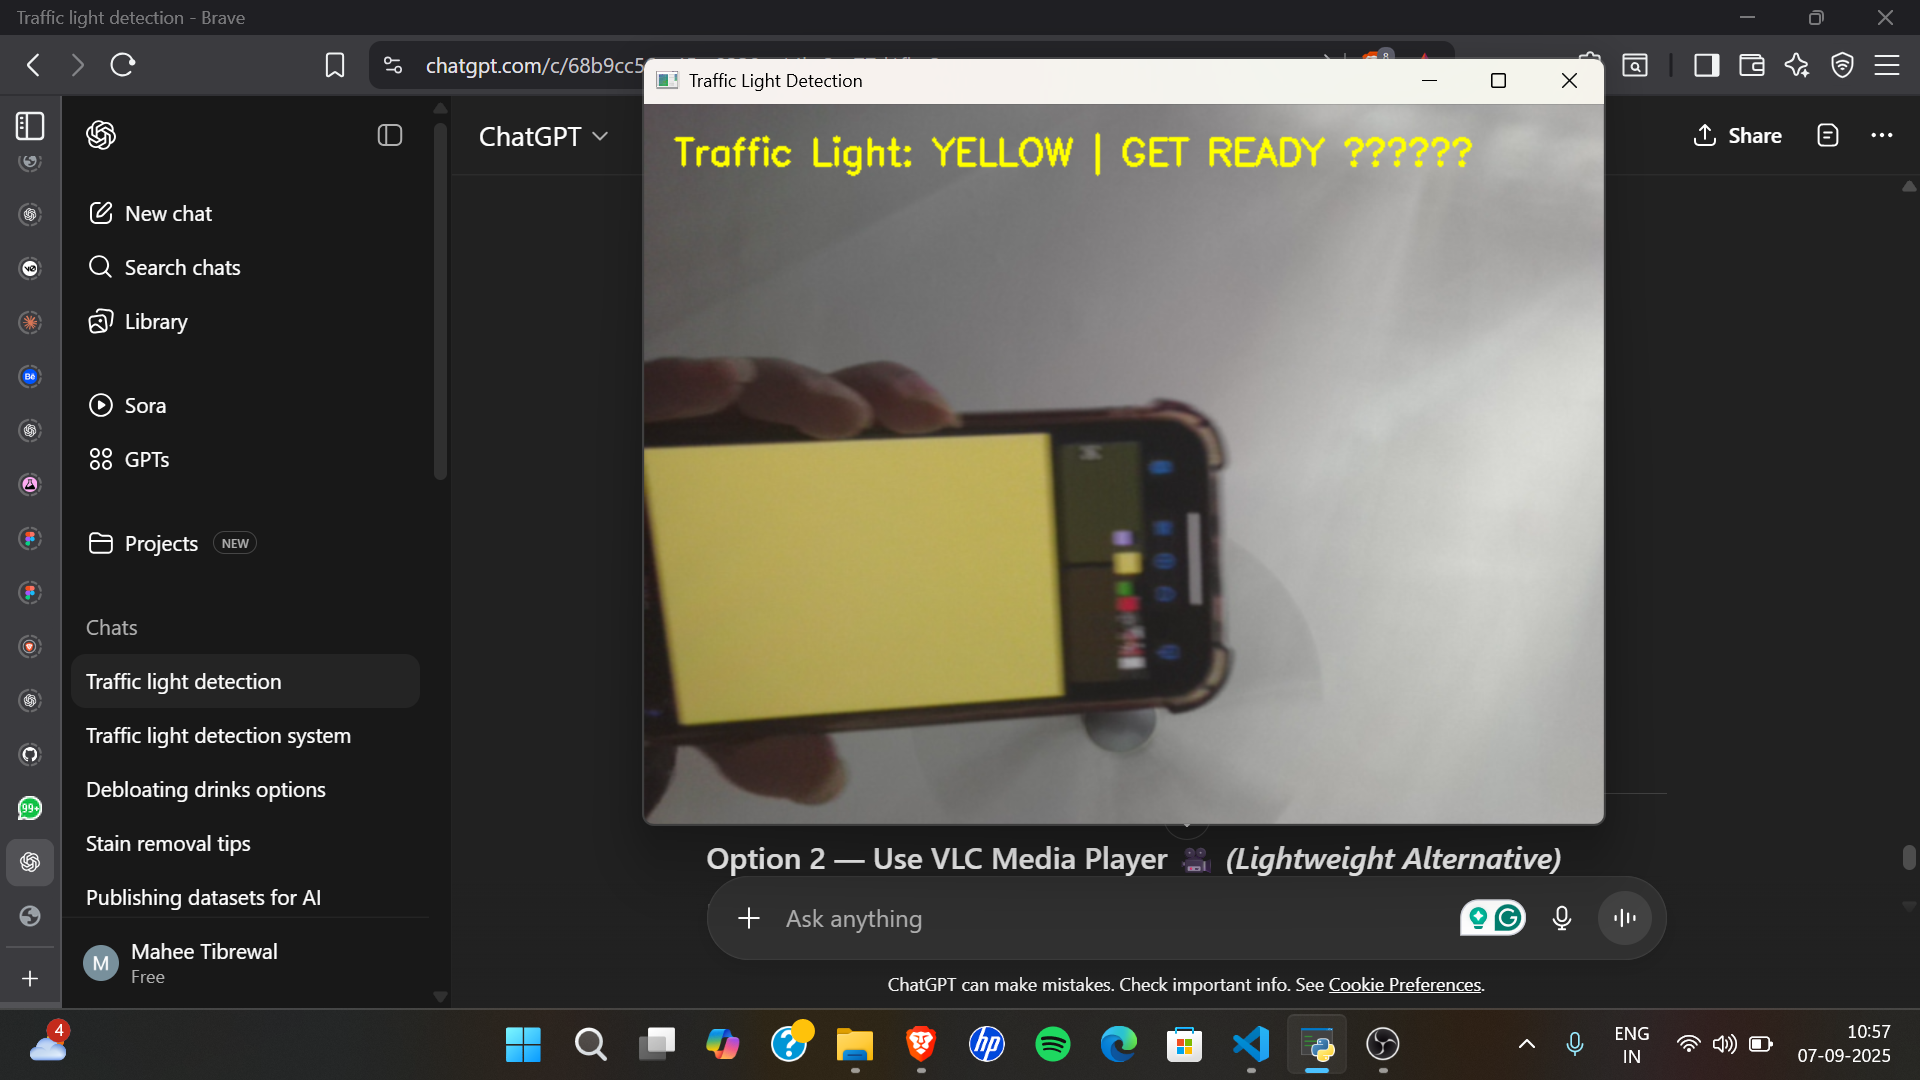 Traffic light detection - Brave
chatgpt.com/c/68b9cc5
Traffic Light Detection
ChatGPT
Share
Traffic Light: YELLOW | GET READY ??????
New chat
Search chats
Library
Sora
GPTs
Projects NEW
Chats
Traffic light detection
Traffic light detection system
Debloating drinks options
Stain removal tips
Publishing datasets for AI
Mahee Tibrewal
Free
M
Bē
99+
Option 2 — Use VLC Media Player 🎥 (Lightweight Alternative)
Ask anything
ChatGPT can make mistakes. Check important info. See Cookie Preferences.
4
hp
ENG
IN
10:57
07-09-2025